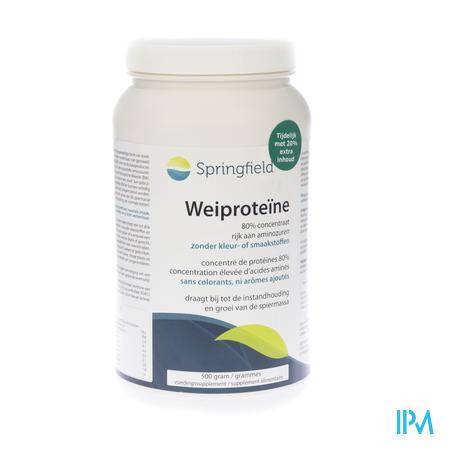 Tijdelijk
met 20%
extra
inhoud
Springfield
Weiproteïne
80% concentraat
rijk aan aminozuren
zonder kleur- of smaakstoffen
concentré de protéines 80%
concentration élevée d'acides aminés
sans colorants, ni arômes ajoutés
draagt bij tot de instandhouding
en groei van de spiermassa
500 gram / grammes
voedingssupplement / supplément alimentaire
IPM